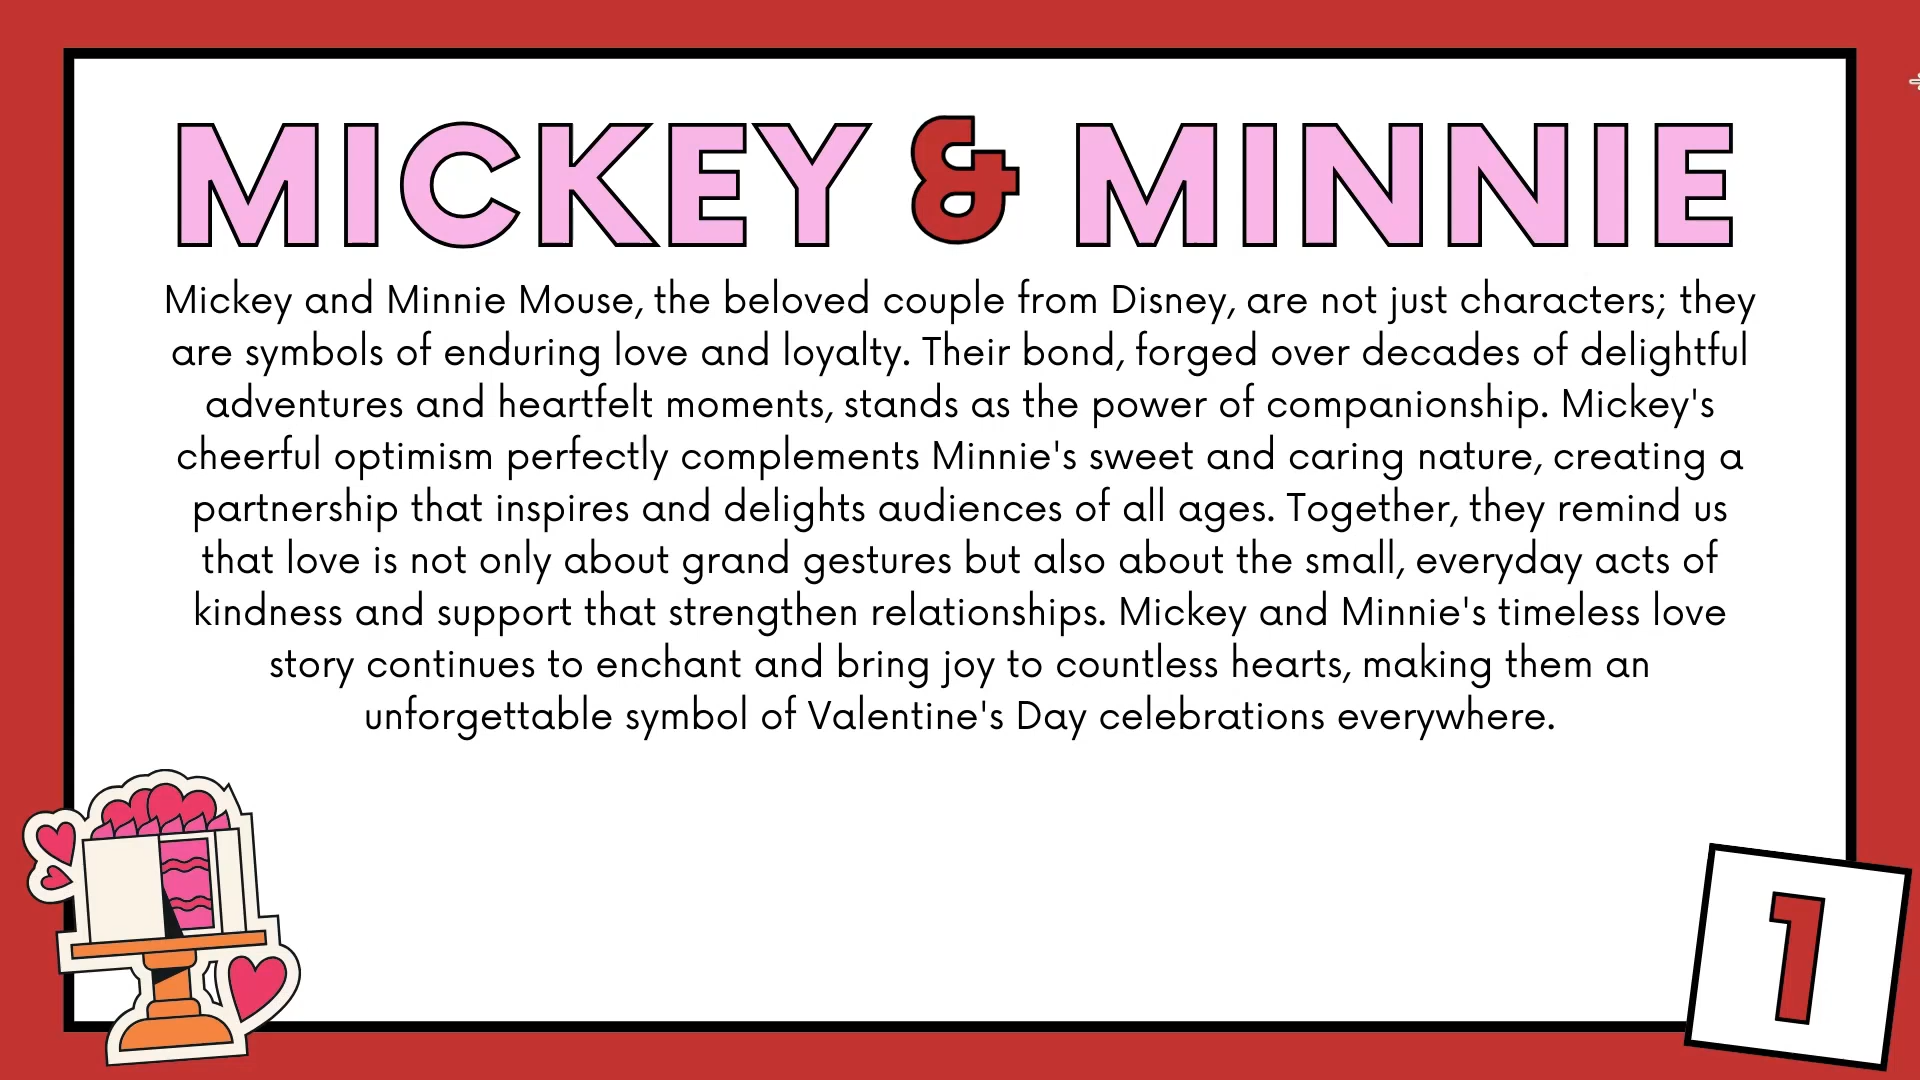 MICKEY & MINNIE
Mickey and Minnie Mouse, the beloved couple from Disney, are not just characters; they
are symbols of enduring love and loyalty. Their bond, forged over decades of delightful
adventures and heartfelt moments, stands as the power of companionship. Mickey's
cheerful optimism perfectly complements Minnie's sweet and caring nature, creating a
partnership that inspires and delights audiences of all ages. Together, they remind us
that love is not only about grand gestures but also about the small, everyday acts of
kindness and support that strengthen relationships. Mickey and Minnie's timeless love
story continues to enchant and bring joy to countless hearts, making them an
unforgettable symbol of Valentine's Day celebrations everywhere.
1